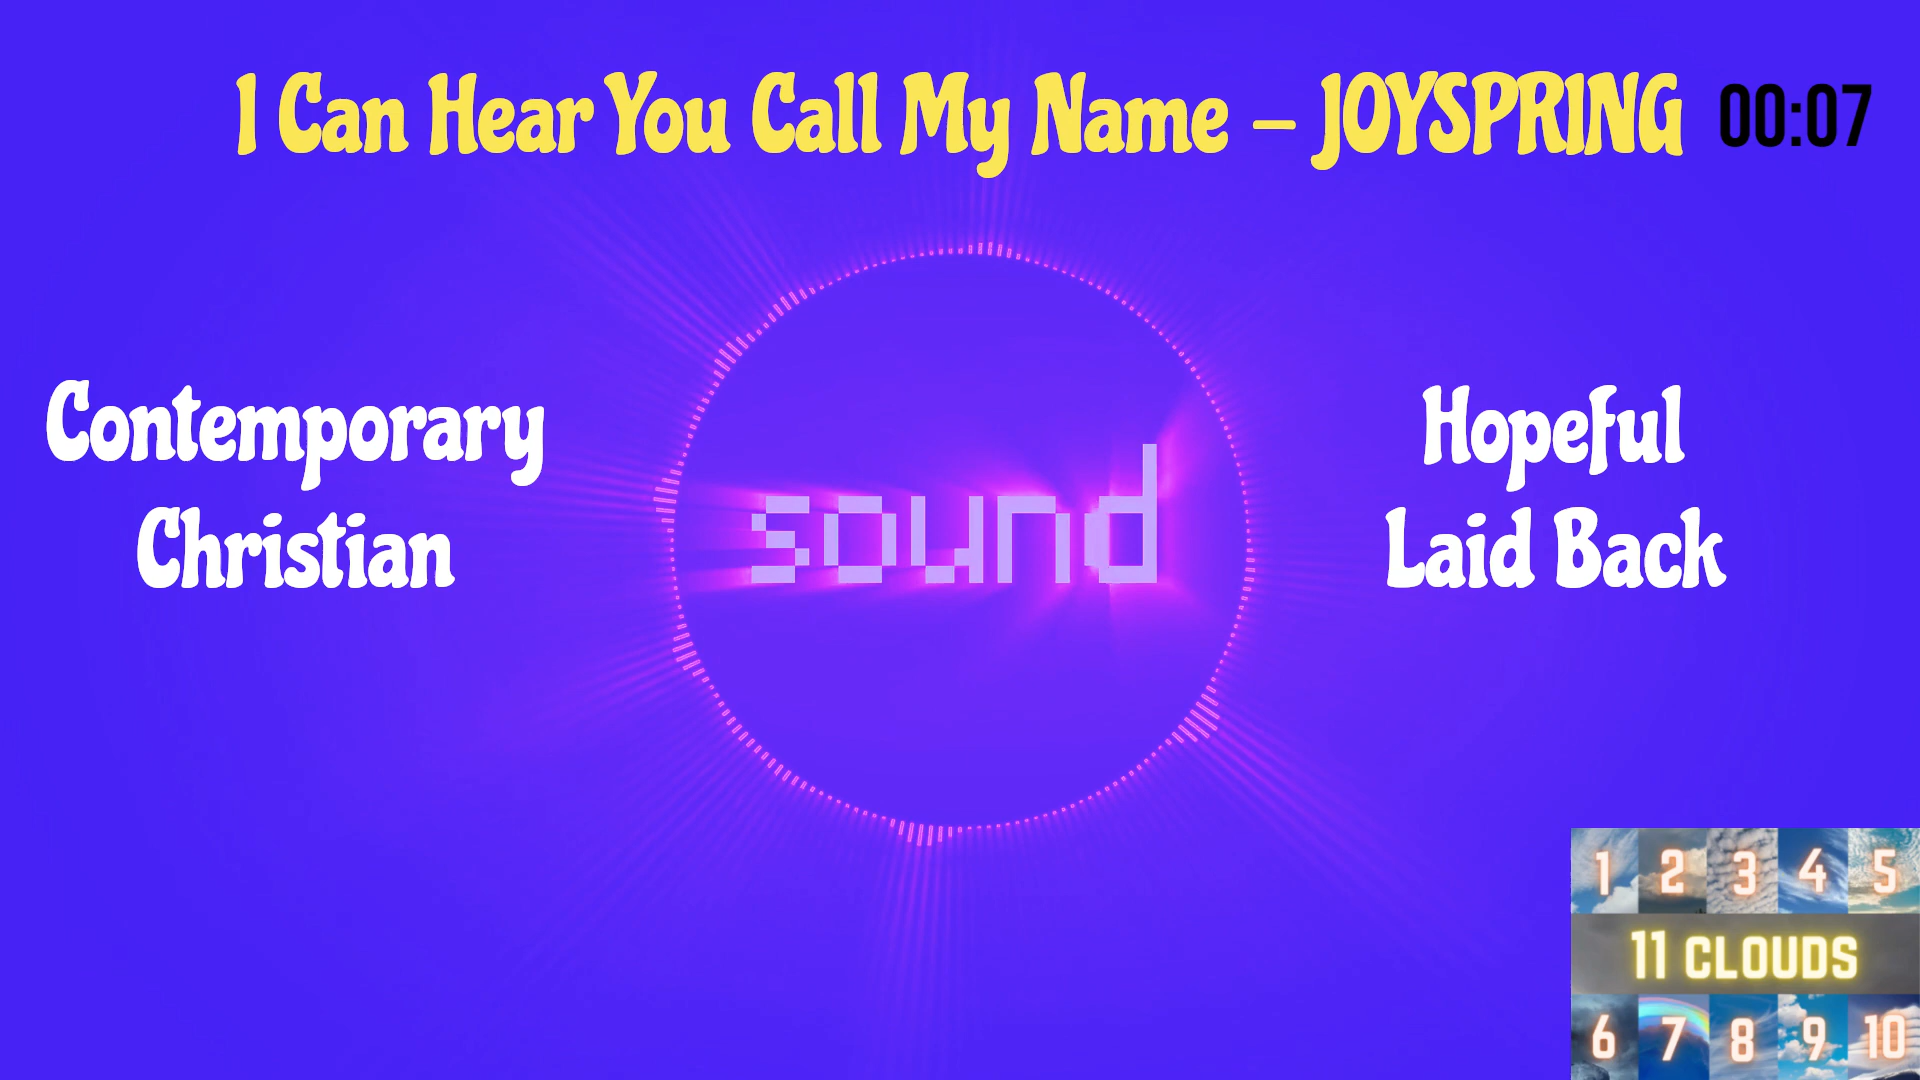 I Can Hear You Call My Name – JOYSPRING
00:07
Contemporary
Christian
Hopeful
Laid Back
sound
1 2 3 4 5
11 CLOUDS
6 7 8 9 10